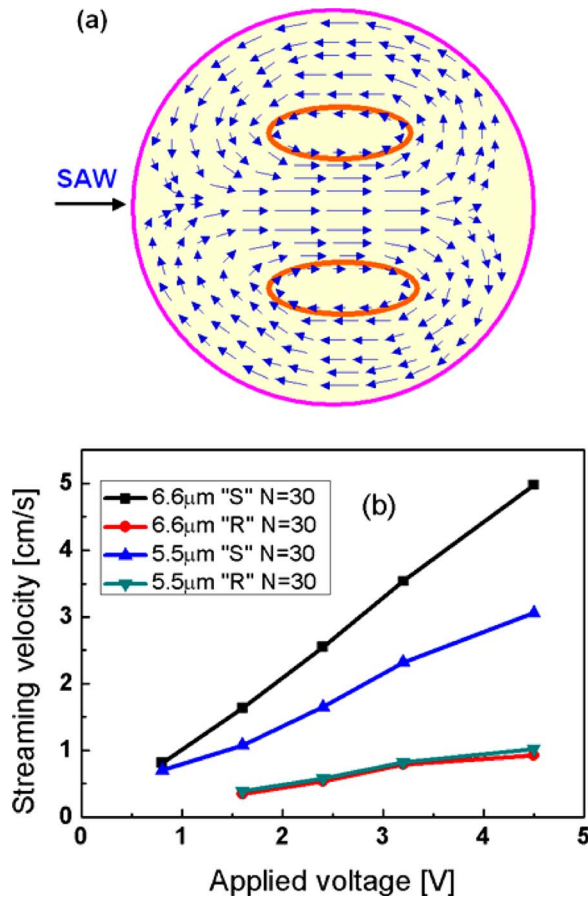 (a)
SAW
5
4
3
2
1
0
Streaming velocity [cm/s]
6.6μm "S" N=30
6.6μm "R" N=30
5.5μm "S" N=30
5.5μm "R" N=30
(b)
0 1 2 3 4 5
Applied voltage [V]